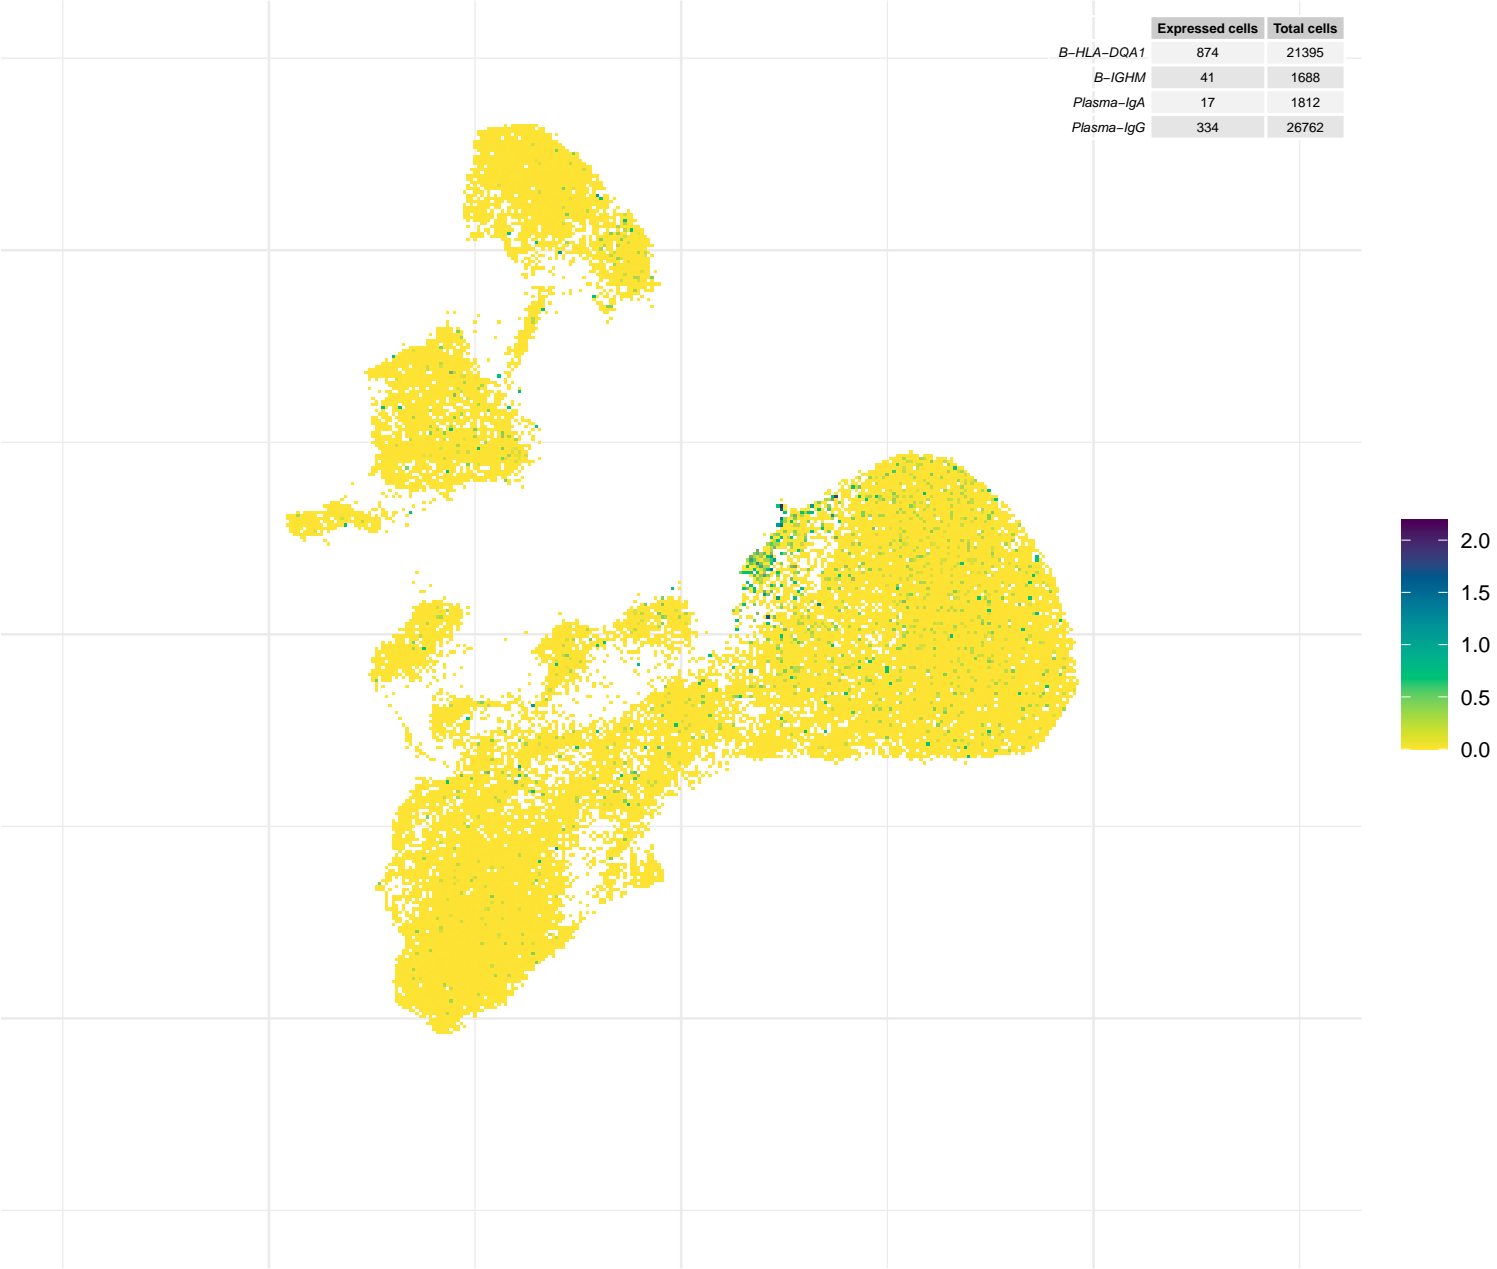 Expressed cells Total cells
B−HLA−DQA1 874 21395
B−IGHM 41 1688
Plasma−IgA 17 1812
Plasma−IgG 334 26762
2.0
1.5
1.0
0.5
0.0